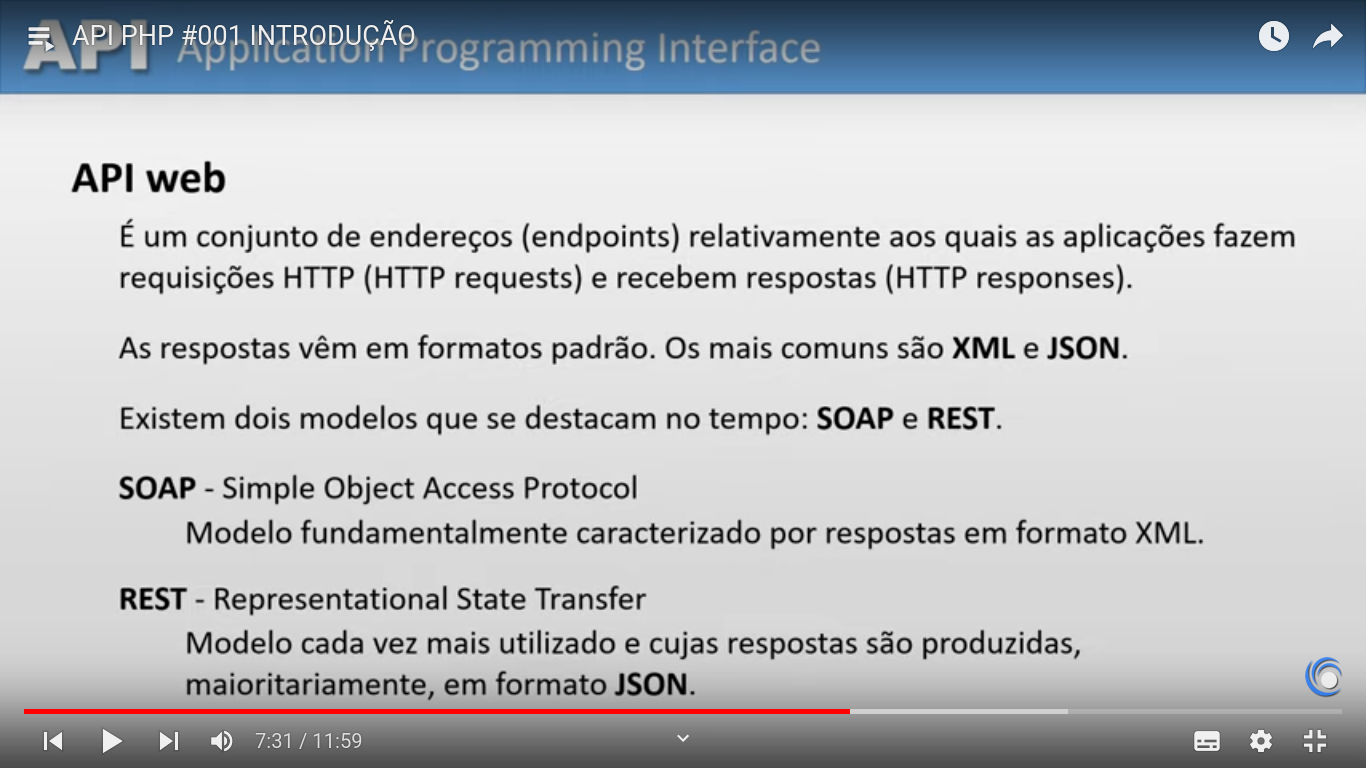 API PHP #001 INTRODUÇÃO
API Application Programming Interface
API web
É um conjunto de endereços (endpoints) relativamente aos quais as aplicações fazem
requisições HTTP (HTTP requests) e recebem respostas (HTTP responses).
As respostas vêm em formatos padrão. Os mais comuns são XML e JSON.
Existem dois modelos que se destacam no tempo: SOAP e REST.
SOAP - Simple Object Access Protocol
Modelo fundamentalmente caracterizado por respostas em formato XML.
REST - Representational State Transfer
Modelo cada vez mais utilizado e cujas respostas são produzidas,
maioritariamente, em formato JSON.
7:31 / 11:59